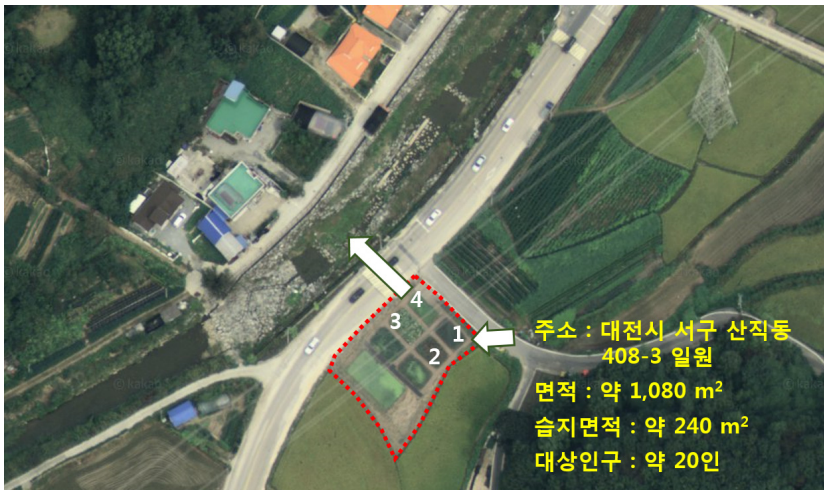 4
3
1
2
주소 : 대전시 서구 산직동
408-3 일원
면적 : 약 1,080 m²
습지면적 : 약 240 m²
대상인구 : 약 20인